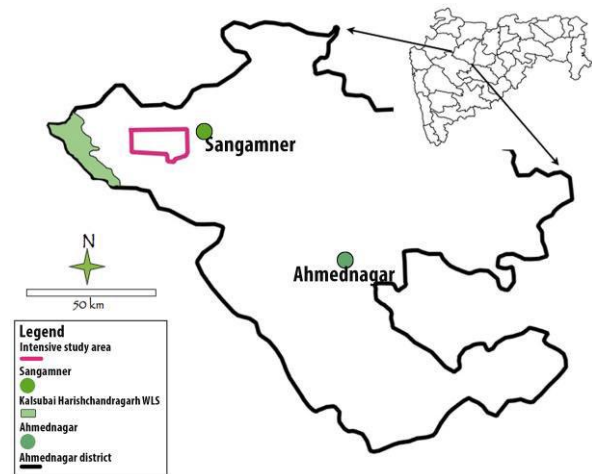 Sangamner
Ahmednagar
N
50 km
Legend
Intensive study area
Sangamner
Kalsubai Harishchandragarh WLS
Ahmednagar
Ahmednagar district